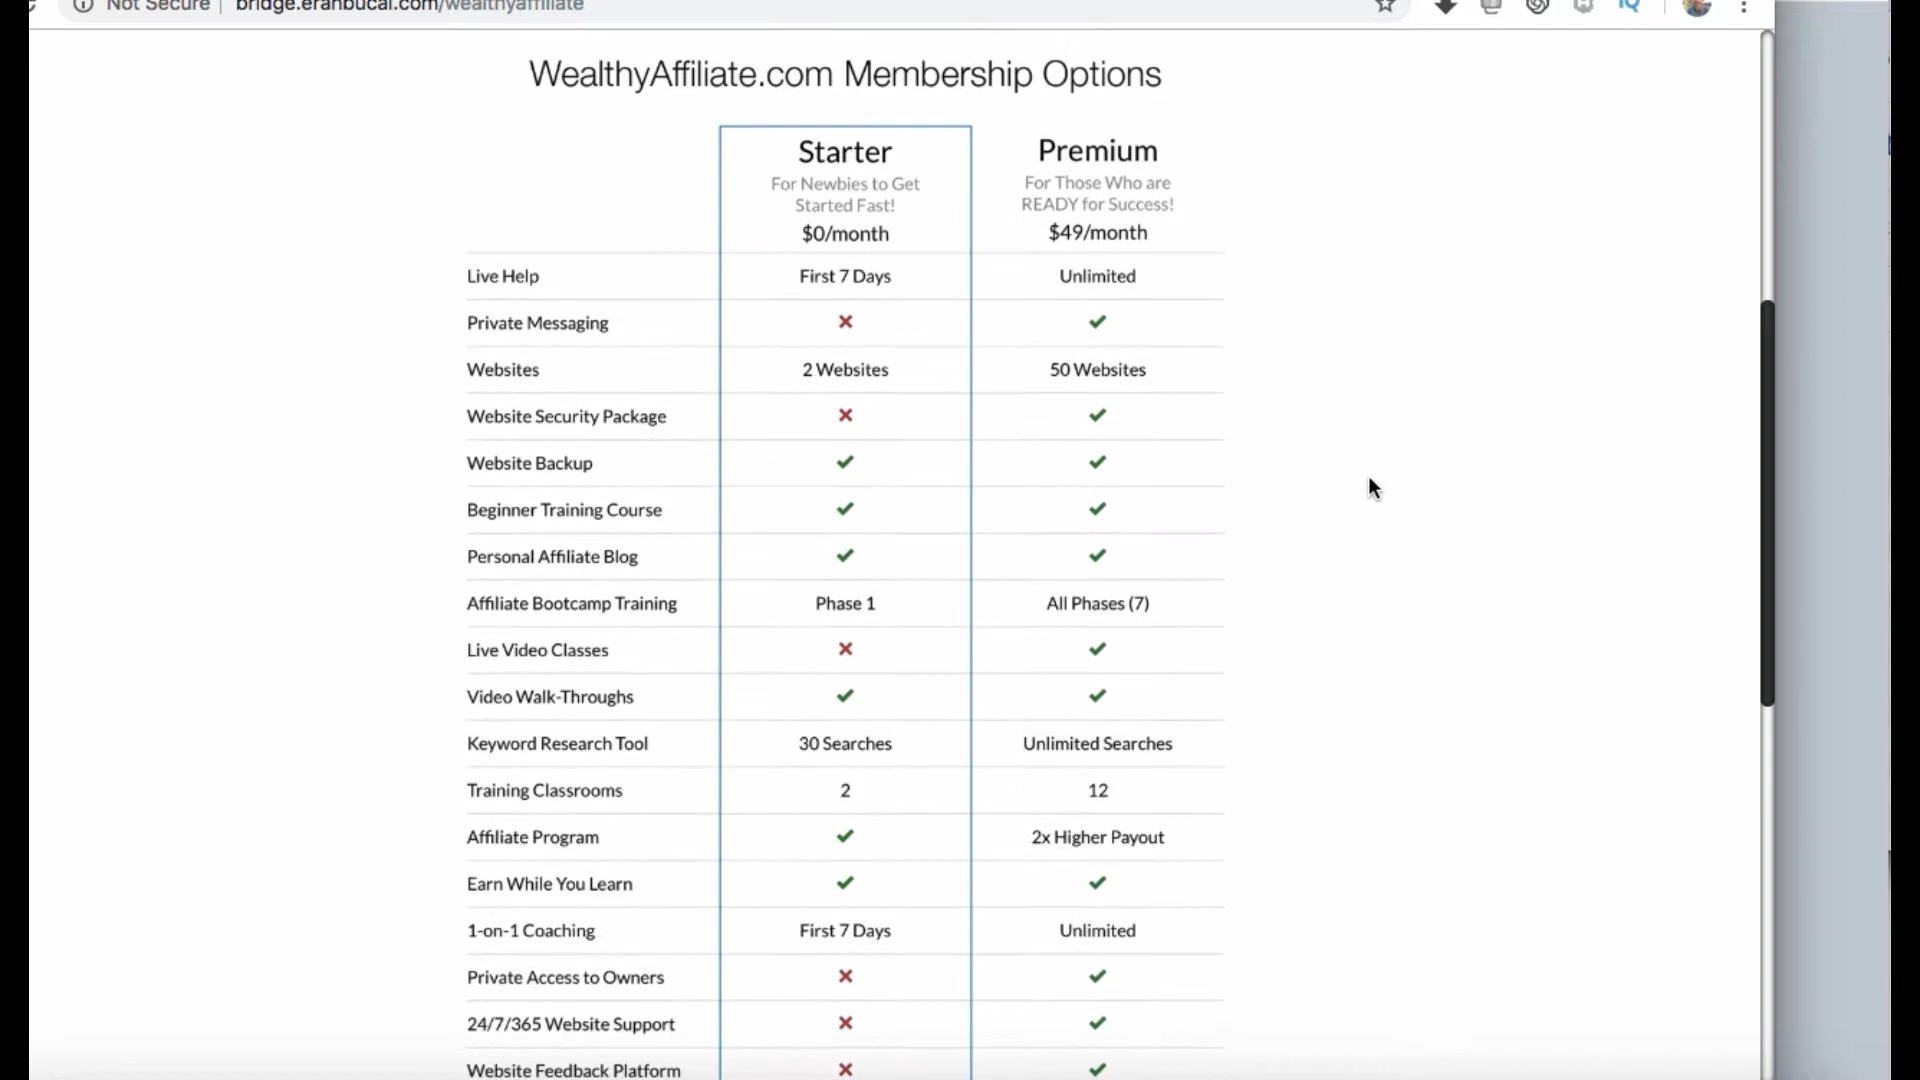 Not Secure | bridge.eranbucai.com/wealthyaffiliate
WealthyAffiliate.com Membership Options
Starter Premium
For Newbies to Get For Those Who are
Started Fast! READY for Success!
$0/month $49/month
Live Help First 7 Days Unlimited
Private Messaging
Websites 2 Websites 50 Websites
Website Security Package
Website Backup
Beginner Training Course
Personal Affiliate Blog
Affiliate Bootcamp Training Phase 1 All Phases (7)
Live Video Classes
Video Walk-Throughs
Keyword Research Tool 30 Searches Unlimited Searches
Training Classrooms 2 12
Affiliate Program 2x Higher Payout
Earn While You Learn
1-on-1 Coaching First 7 Days Unlimited
Private Access to Owners
24/7/365 Website Support
Website Feedback Platform